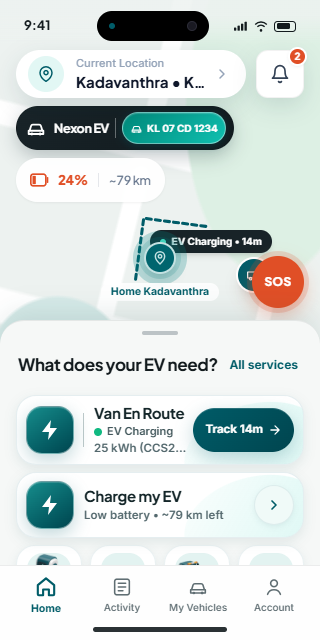 9:41
Current Location
Kadavanthra • K...
2
Nexon EV
KL 07 CD 1234
24%
~79 km
EV Charging • 14m
SOS
Home Kadavanthra
What does your EV need?
All services
Van En Route
EV Charging
25 kWh (CCS2...
Track 14m →
Charge my EV
Low battery • ~79 km left
Home
Activity
My Vehicles
Account